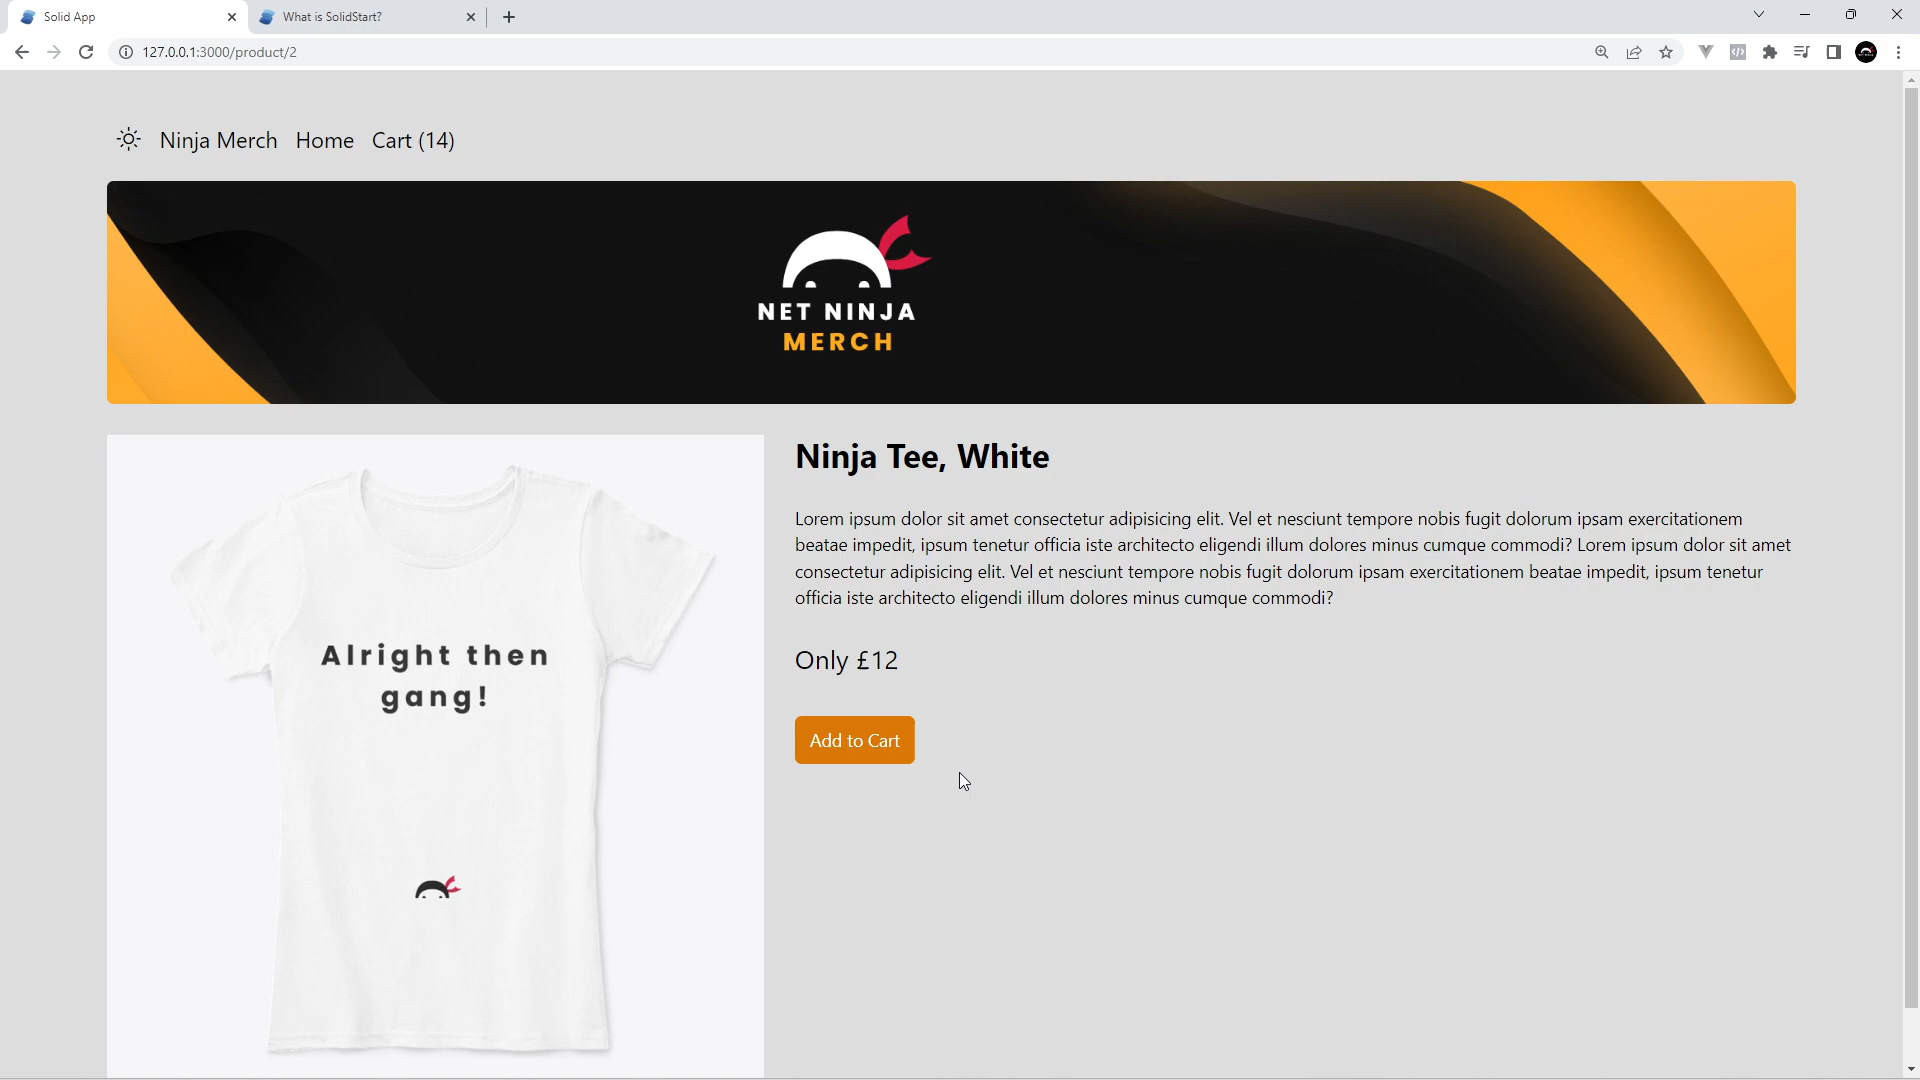 Solid App
What is SolidStart?
127.0.0.1:3000/product/2
Ninja Merch Home Cart (14)
NET NINJA
MERCH
Ninja Tee, White
Lorem ipsum dolor sit amet consectetur adipisicing elit. Vel et nesciunt tempore nobis fugit dolorum ipsam exercitationem
beatae impedit, ipsum tenetur officia iste architecto eligendi illum dolores minus cumque commodi? Lorem ipsum dolor sit amet
consectetur adipisicing elit. Vel et nesciunt tempore nobis fugit dolorum ipsam exercitationem beatae impedit, ipsum tenetur
officia iste architecto eligendi illum dolores minus cumque commodi?
Only £12
Add to Cart
Alright then
gang!